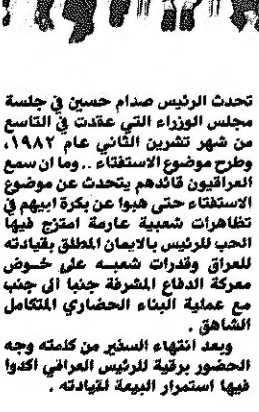 تحدث الرئيس صدام حسين في جلسة
مجلس الوزراء التي عقدت في التاسع
من شهر تشرين الثاني عام ١٩٨٢،
وطرح موضوع الاستفتاء .. وما ان سمع
العراقيون قائدهم يتحدث عن موضوع
الاستفتاء حتى هبوا عن بكرة ابيهم في
تظاهرات شعبية عارمة امتزج فيها
الحب للرئيس بالايمان المطلق بقيادته
للعراق وقدرات شعبه على خوض
معركة الدفاع المشرفة جنبا الى جنب
مع عملية البناء الحضاري المتكامل
الشاهق .
وبعد انتهاء السفير من كلمته وجه
الحضور برقية للرئيس العراقي اكدوا
فيها استمرار البيعة لقيادته .